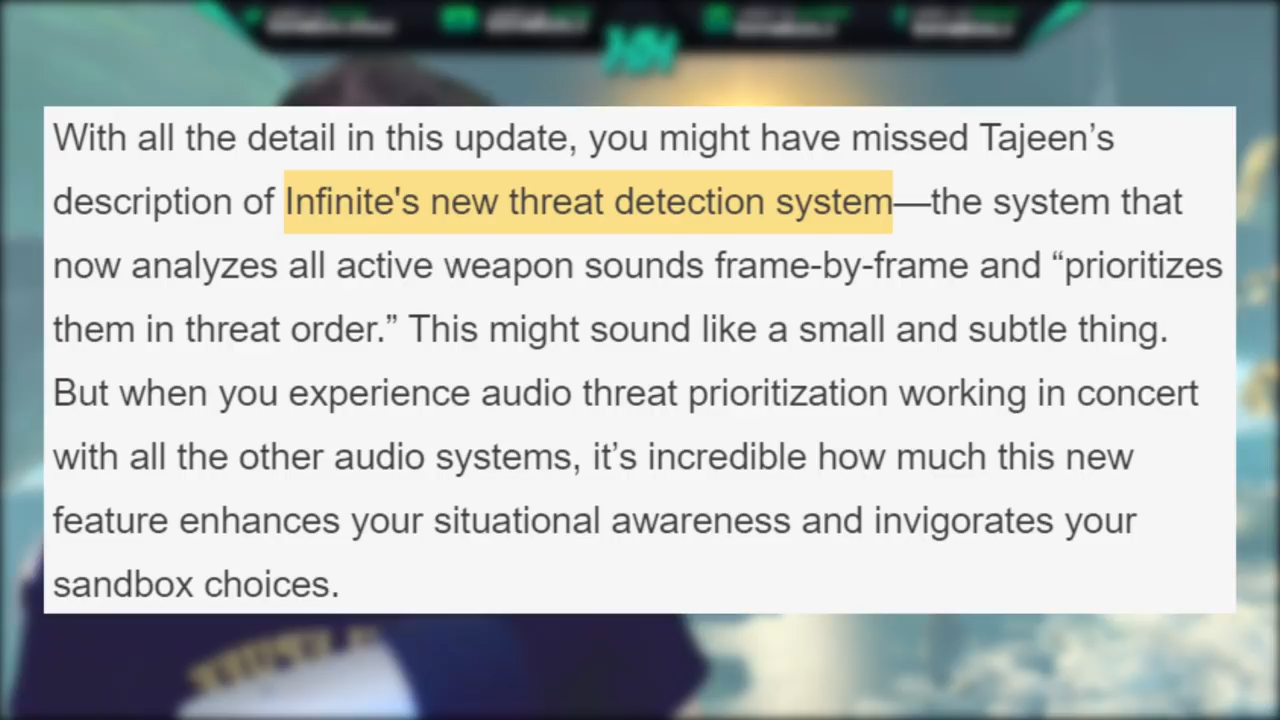 With all the detail in this update, you might have missed Tajeen’s
description of Infinite's new threat detection system—the system that
now analyzes all active weapon sounds frame-by-frame and “prioritizes
them in threat order.” This might sound like a small and subtle thing.
But when you experience audio threat prioritization working in concert
with all the other audio systems, it’s incredible how much this new
feature enhances your situational awareness and invigorates your
sandbox choices.